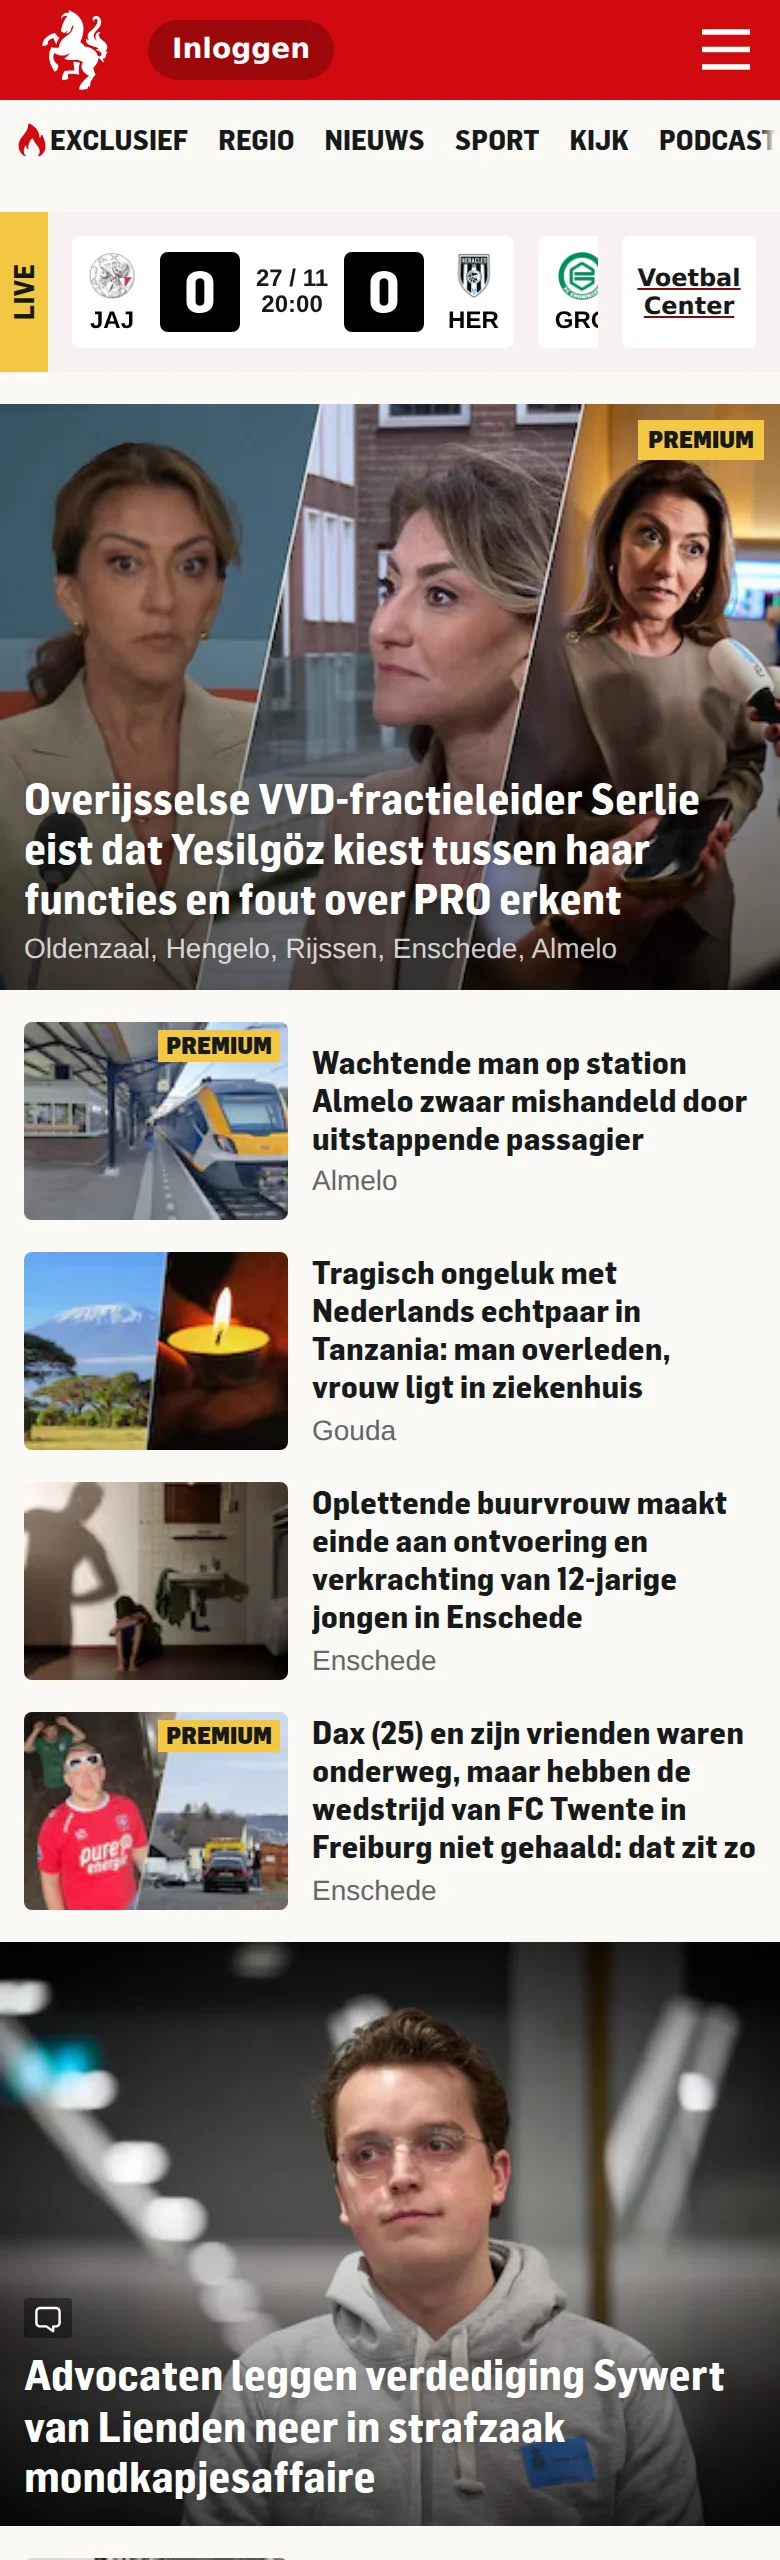 Inloggen
EXCLUSIEF REGIO NIEUWS SPORT KIJK PODCAST
LIVE
JAJ
0
27 / 11
20:00
0
HERACLES
HER
GRO
Voetbal
Center
PREMIUM
Overijsselse VVD-fractieleider Serlie
eist dat Yesilgöz kiest tussen haar
functies en fout over PRO erkent
Oldenzaal, Hengelo, Rijssen, Enschede, Almelo
PREMIUM
Wachtende man op station
Almelo zwaar mishandeld door
uitstappende passagier
Almelo
Tragisch ongeluk met
Nederlands echtpaar in
Tanzania: man overleden,
vrouw ligt in ziekenhuis
Gouda
Oplettende buurvrouw maakt
einde aan ontvoering en
verkrachting van 12-jarige
jongen in Enschede
Enschede
PREMIUM
pure
energie
Dax (25) en zijn vrienden waren
onderweg, maar hebben de
wedstrijd van FC Twente in
Freiburg niet gehaald: dat zit zo
Enschede
Advocaten leggen verdediging Sywert
van Lienden neer in strafzaak
mondkapjesaffaire